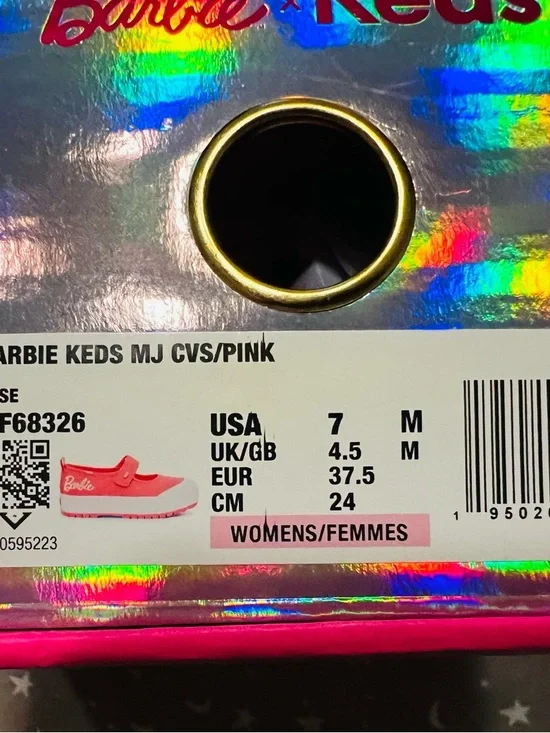 Barbie × Keds
ARBIE KEDS MJ CVS/PINK
SE
F68326
USA 7 M
UK/GB 4.5 M
EUR 37.5
CM 24
WOMENS/FEMMES
Barbie
0595223
1 95020